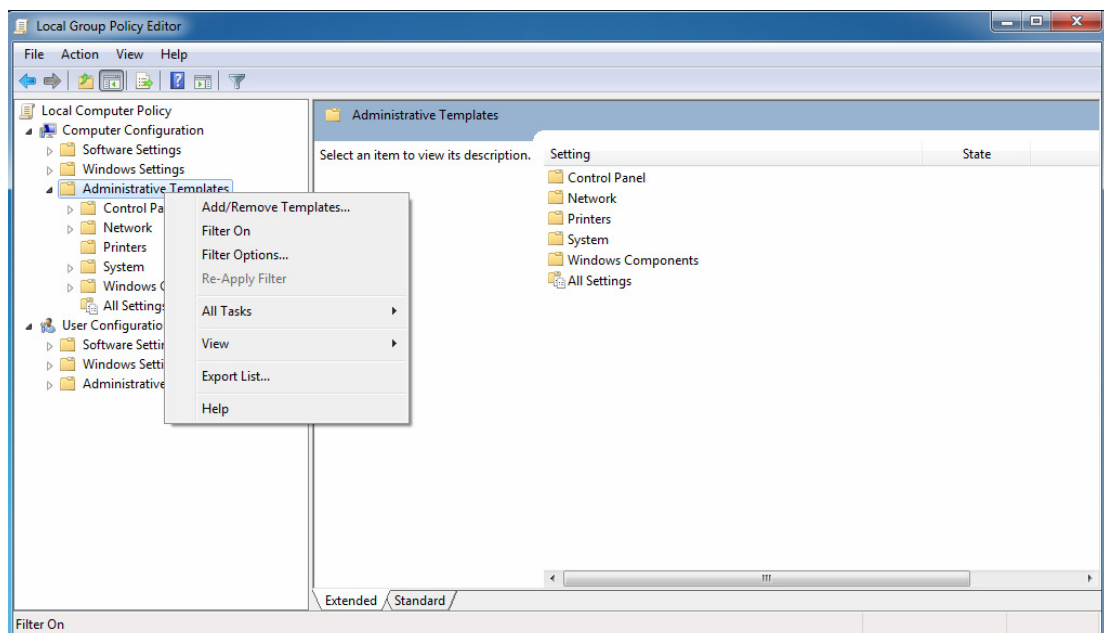 Local Group Policy Editor
File Action View Help
Local Computer Policy
Computer Configuration
Software Settings
Windows Settings
Administrative Templates
Control Pa
Network
Printers
System
Windows C
All Settings
User Configuratio
Software Settin
Windows Setti
Administrative
Add/Remove Templates...
Filter On
Filter Options...
Re-Apply Filter
All Tasks
View
Export List...
Help
Administrative Templates
Select an item to view its description.
Setting State
Control Panel
Network
Printers
System
Windows Components
All Settings
Extended Standard
Filter On